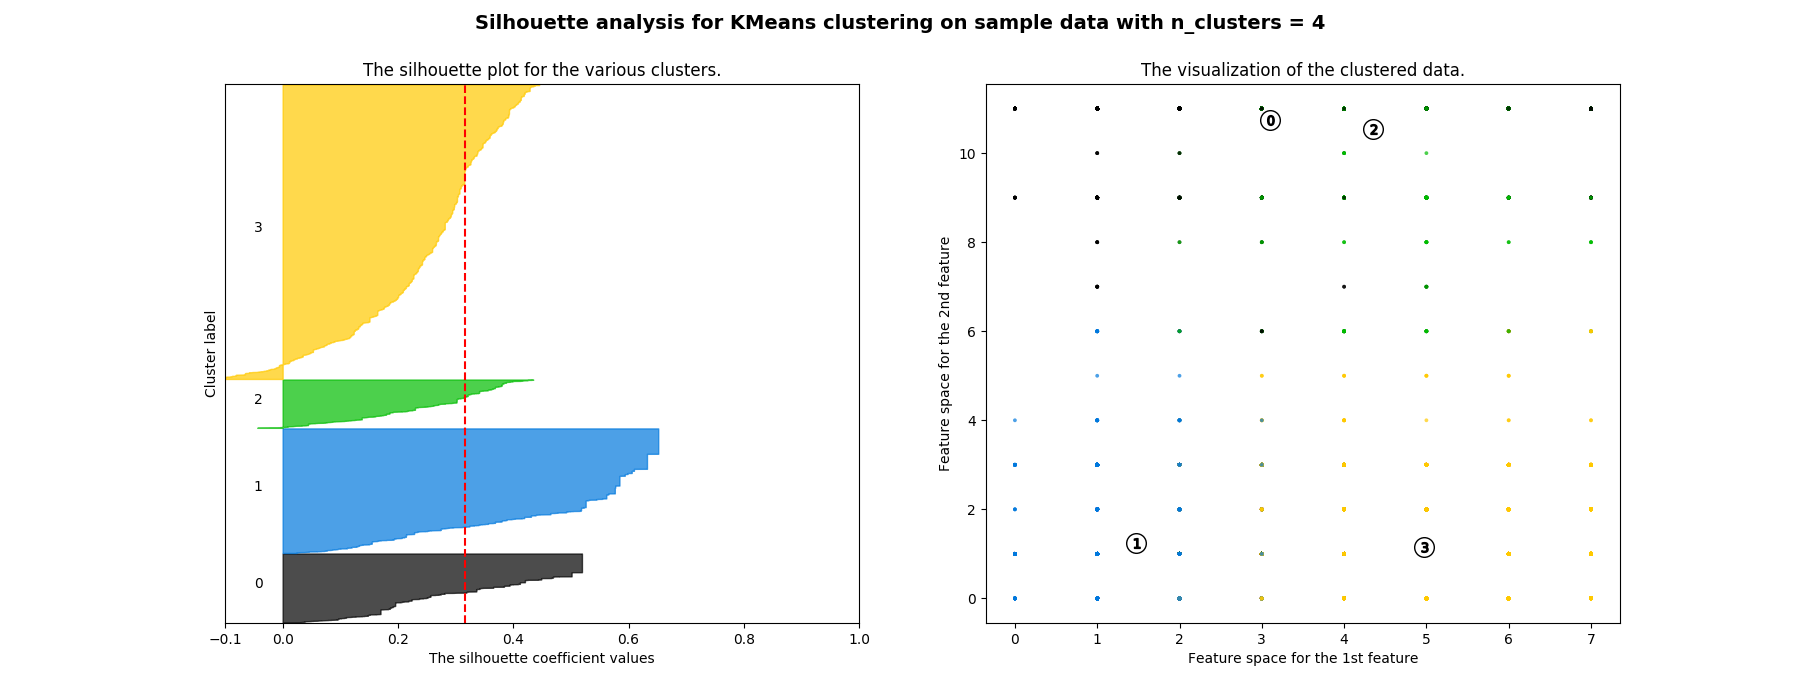 Silhouette analysis for KMeans clustering on sample data with n_clusters = 4
The silhouette plot for the various clusters.
3
2
1
0
Cluster label
−0.1 0.0 0.2 0.4 0.6 0.8 1.0
The silhouette coefficient values
The visualization of the clustered data.
0
2
1
3
10
8
6
4
2
0
Feature space for the 2nd feature
0 1 2 3 4 5 6 7
Feature space for the 1st feature